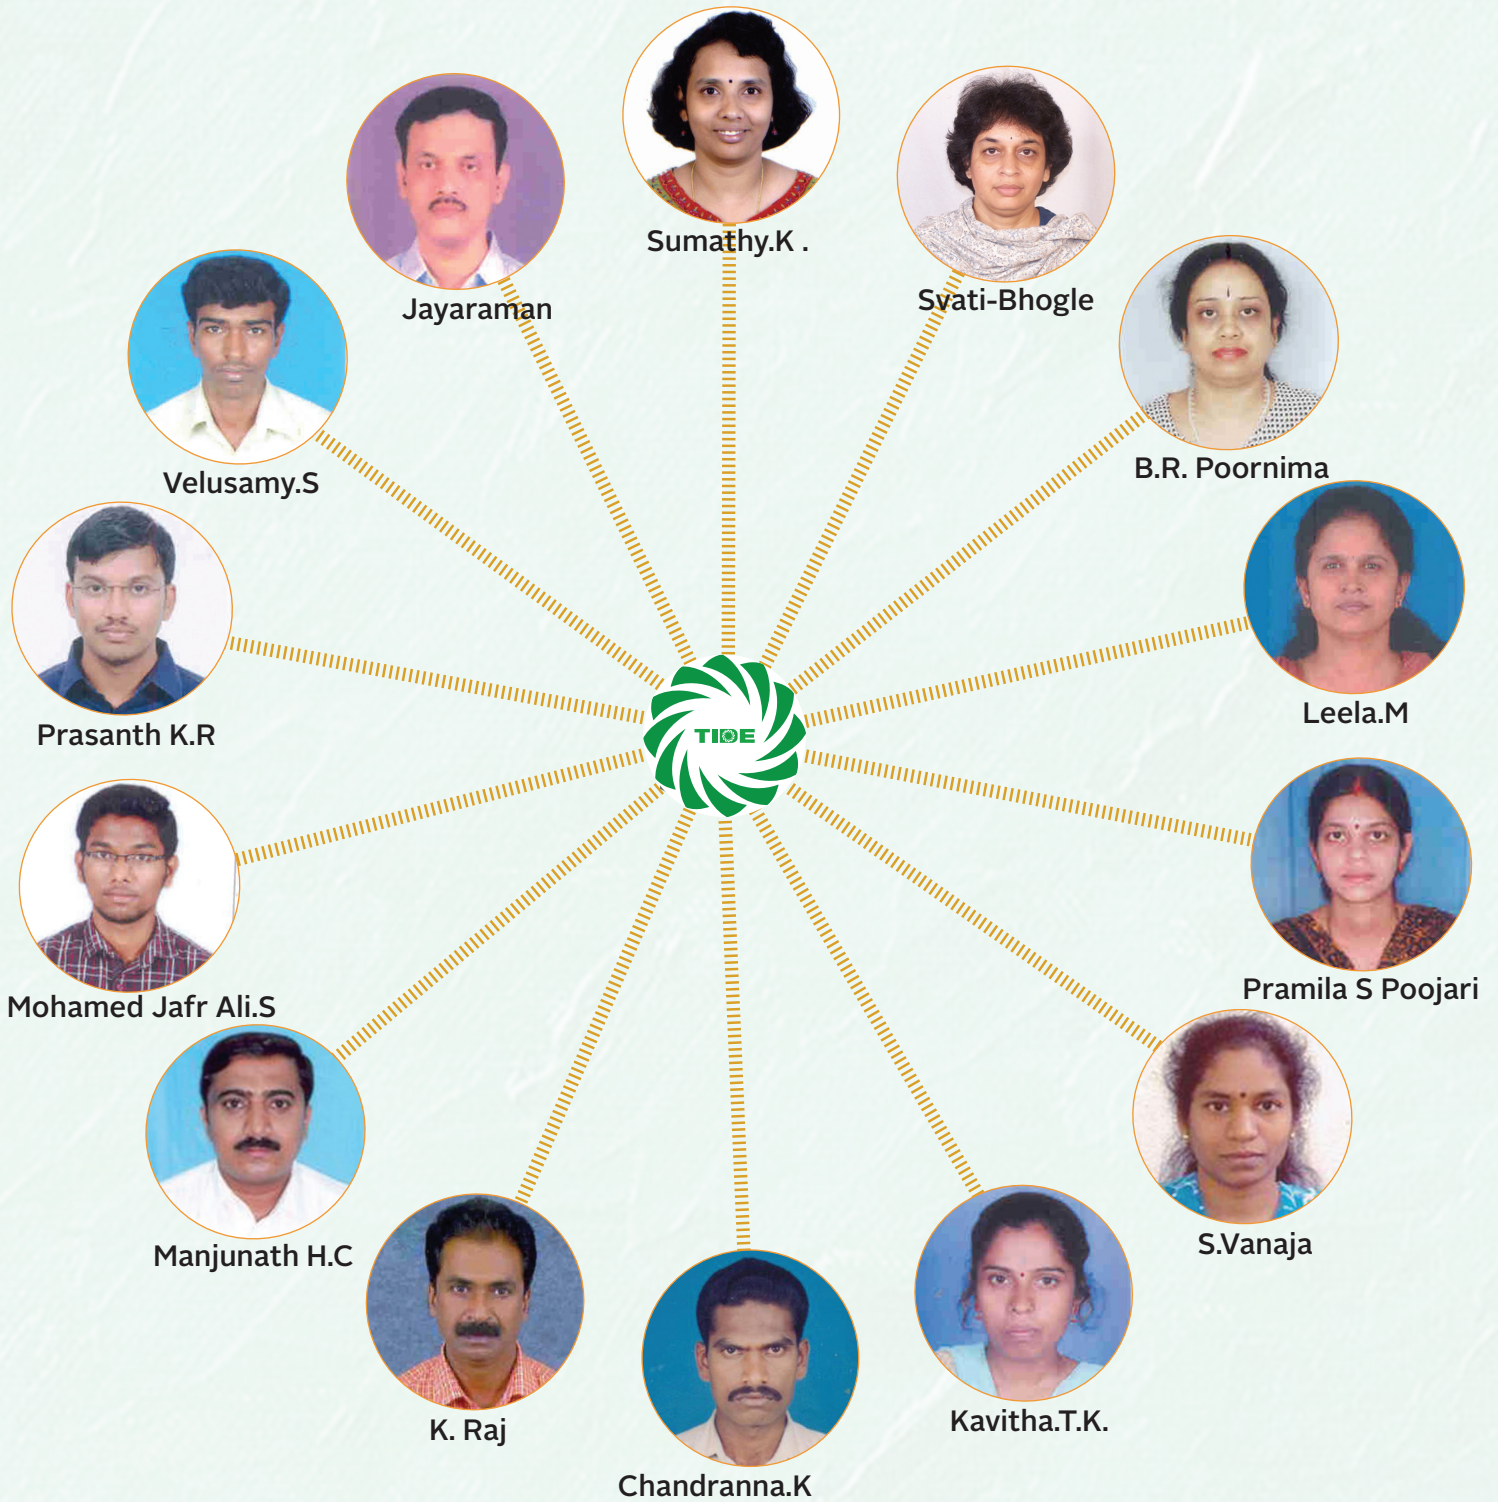 Sumathy.K .
Svati-Bhogle
Jayaraman
B.R. Poornima
Velusamy.S
Leela.M
Prasanth K.R
TIDE
Pramila S Poojari
Mohamed Jafr Ali.S
S.Vanaja
Manjunath H.C
Kavitha.T.K.
K. Raj
Chandranna.K